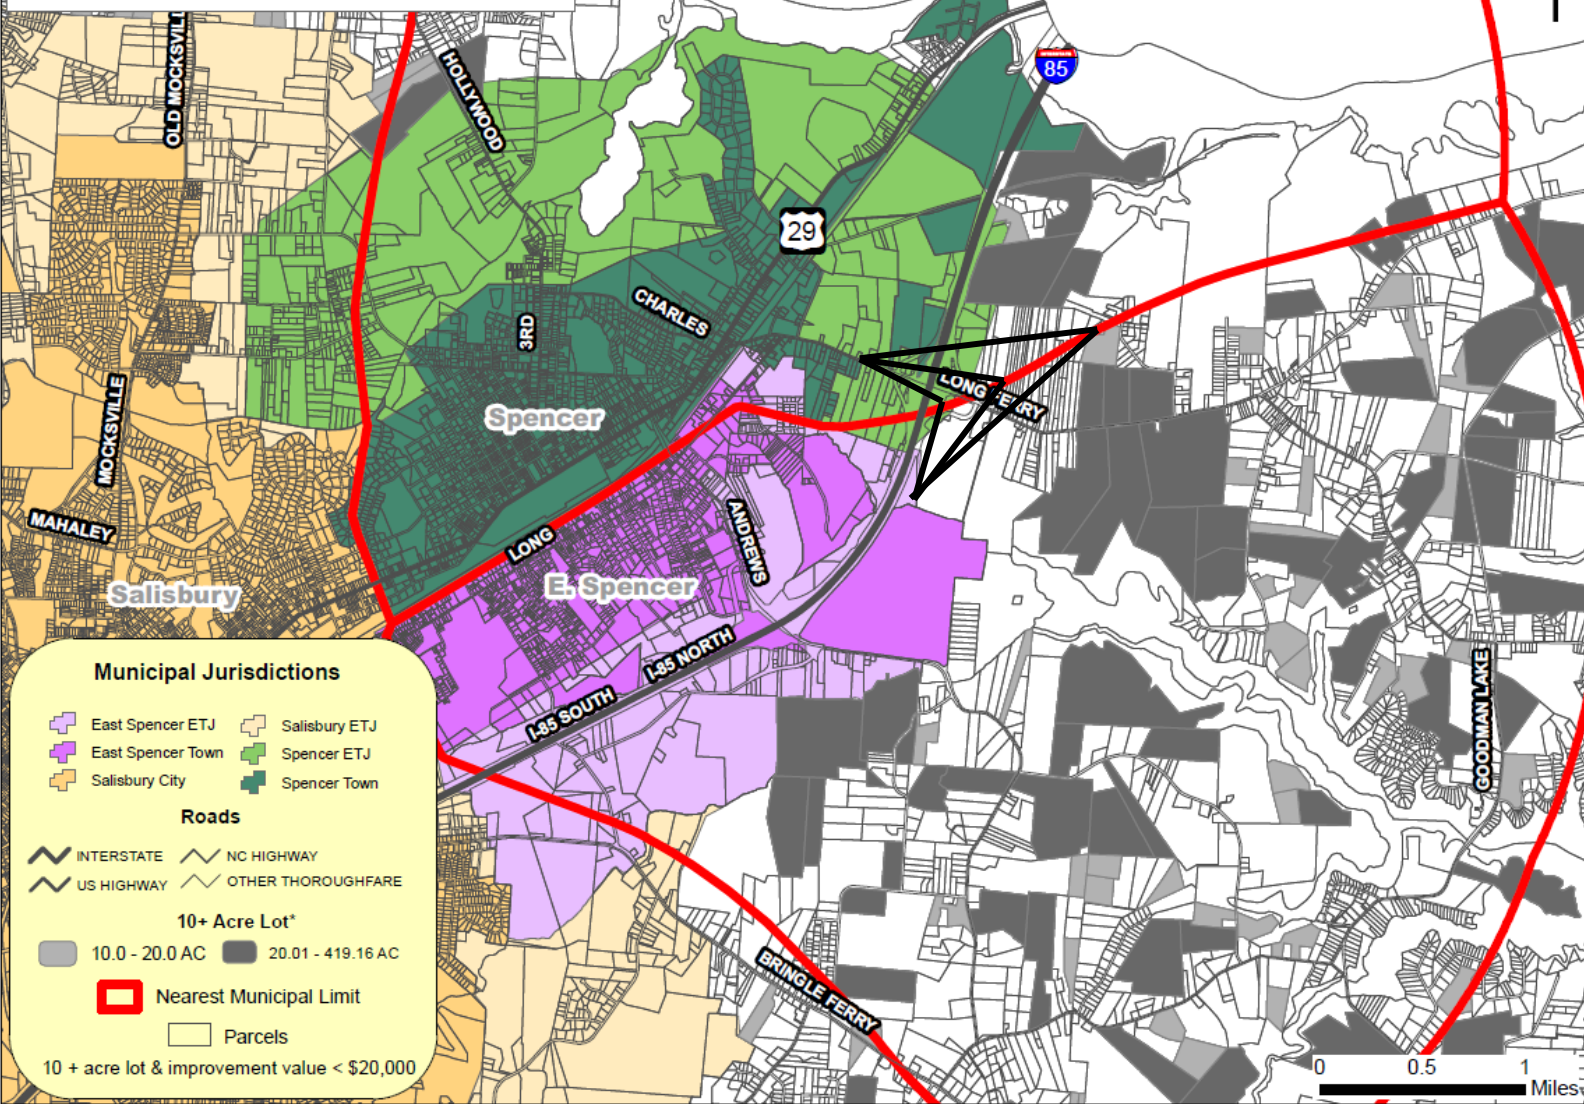 OLD MOCKSVILL
HOLLYWOOD
85
29
CHARLES
3RD
LONG FERRY
Spencer
MOCKSVILLE
MAHALEY
LONG
ANDREWS
E. Spencer
Salisbury
I-85 NORTH
I-85 SOUTH
GOODMAN LAKE
BRINGLE FERRY
Municipal Jurisdictions
East Spencer ETJ
Salisbury ETJ
East Spencer Town
Spencer ETJ
Salisbury City
Spencer Town
Roads
INTERSTATE
NC HIGHWAY
US HIGHWAY
OTHER THOROUGHFARE
10+ Acre Lot*
10.0 - 20.0 AC
20.01 - 419.16 AC
Nearest Municipal Limit
Parcels
10 + acre lot & improvement value < $20,000
0 0.5 1
Miles